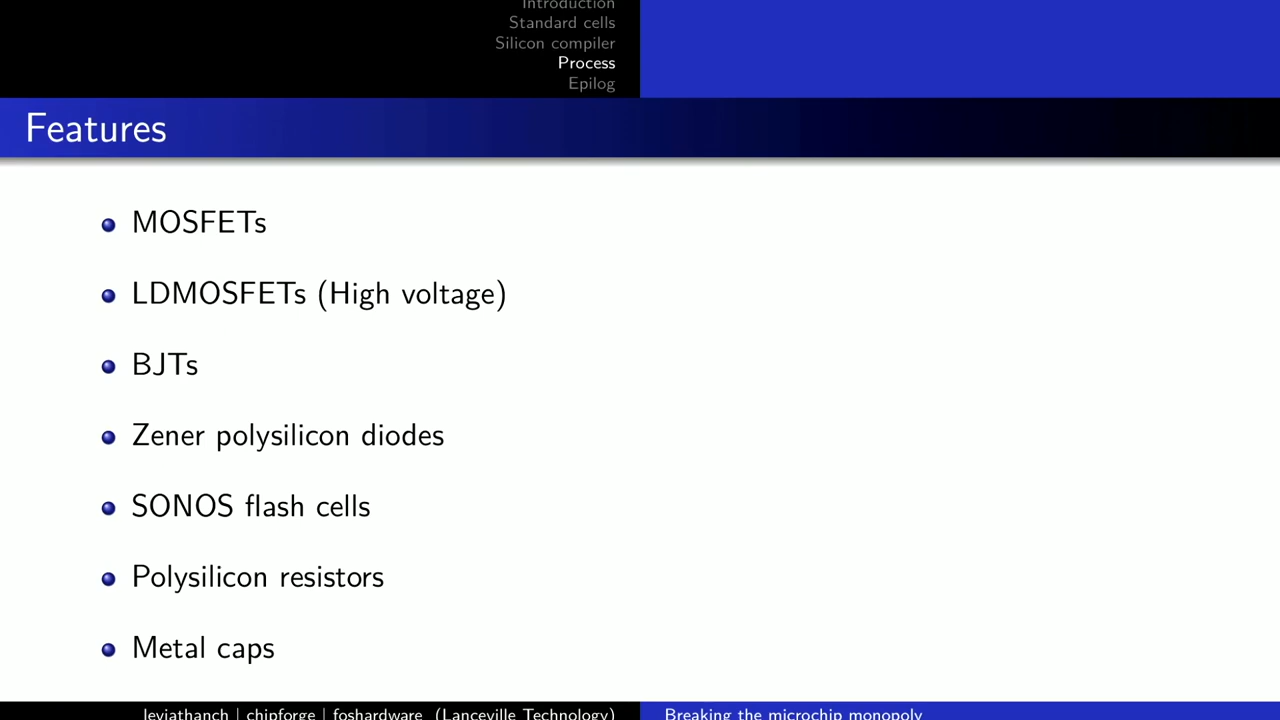 Introduction
Standard cells
Silicon compiler
Process
Epilog
Features
MOSFETs
LDMOSFETs (High voltage)
BJTs
Zener polysilicon diodes
SONOS flash cells
Polysilicon resistors
Metal caps
leviathanch | chipforge | foshardware (Lanceville Technology)
Breaking the microchip monopoly